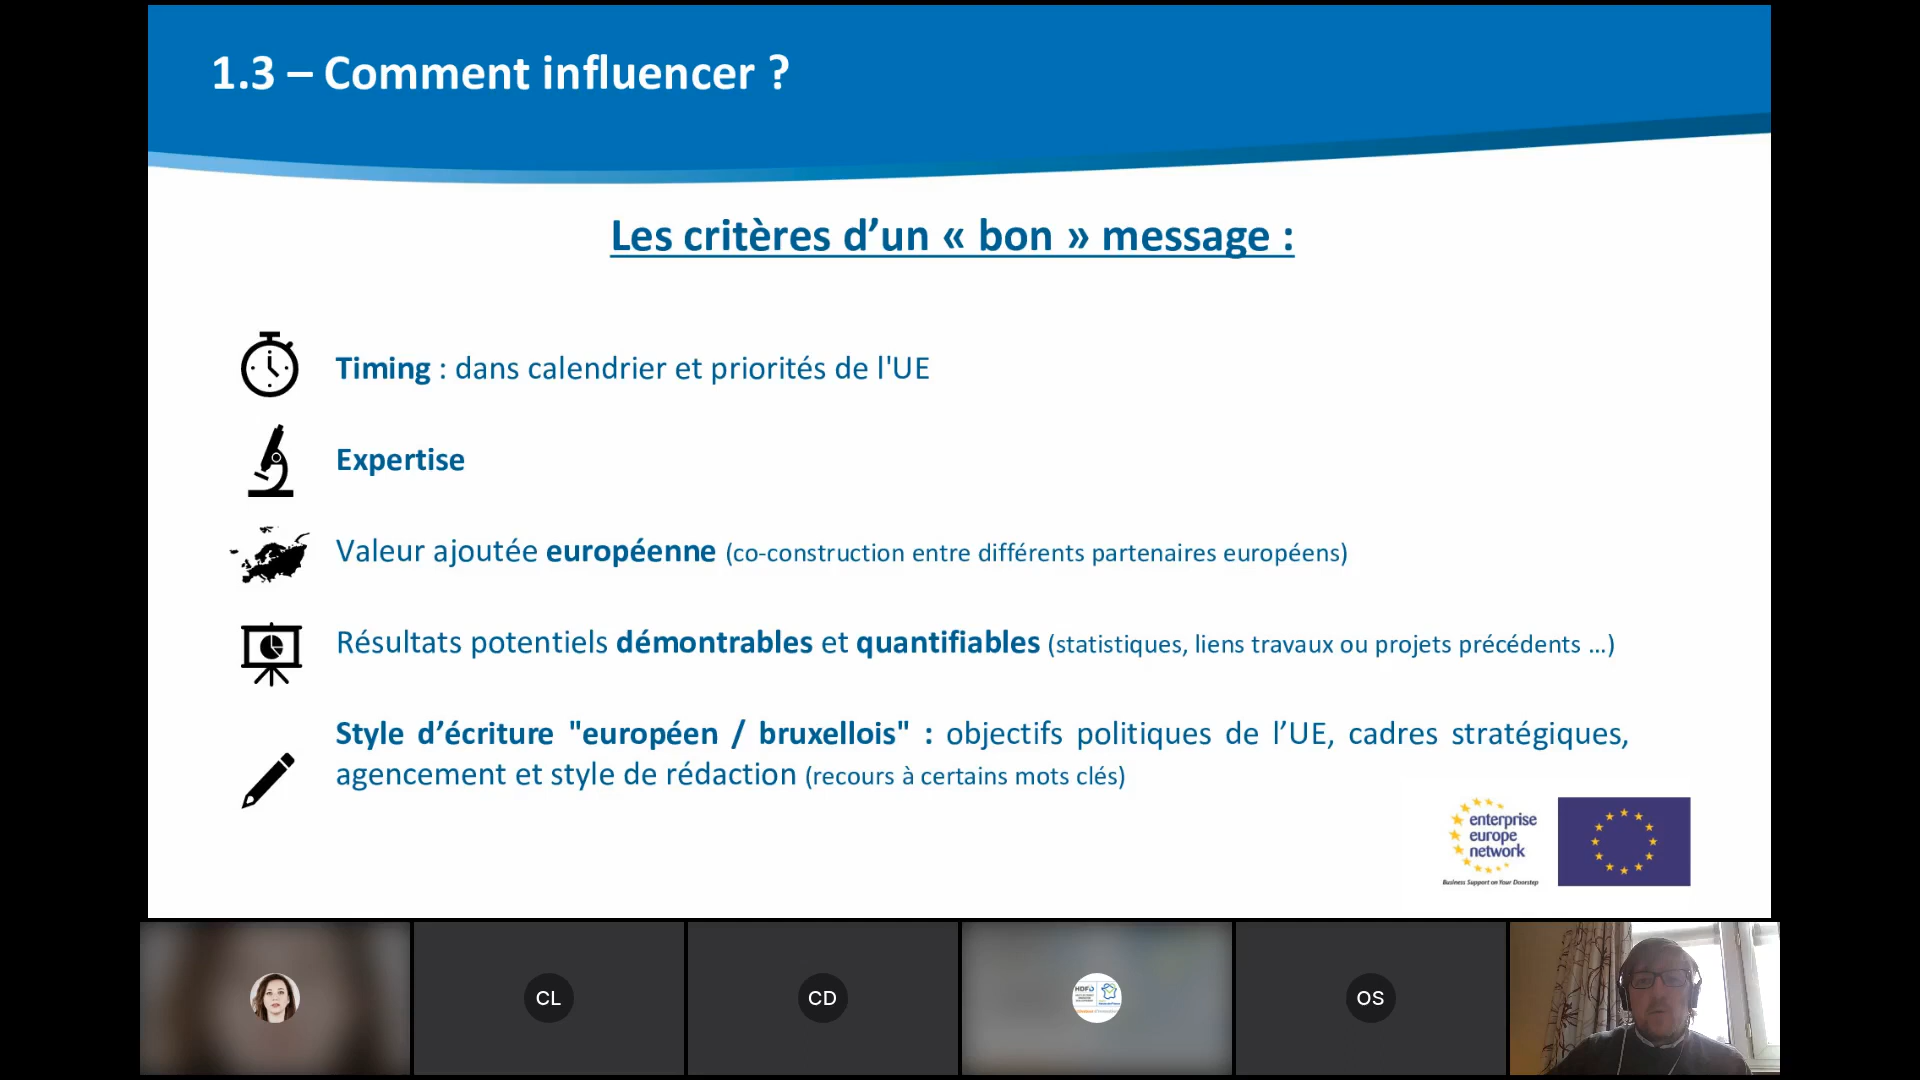 1.3 – Comment influencer ?
Les critères d’un « bon » message :
Timing : dans calendrier et priorités de l'UE
Expertise
Valeur ajoutée européenne (co-construction entre différents partenaires européens)
Résultats potentiels démontrables et quantifiables (statistiques, liens travaux ou projets précédents …)
Style d’écriture "européen / bruxellois" : objectifs politiques de l’UE, cadres stratégiques,
agencement et style de rédaction (recours à certains mots clés)
enterprise
europe
network
Business Support on Your Doorstep
CL
CD
HDF
OS